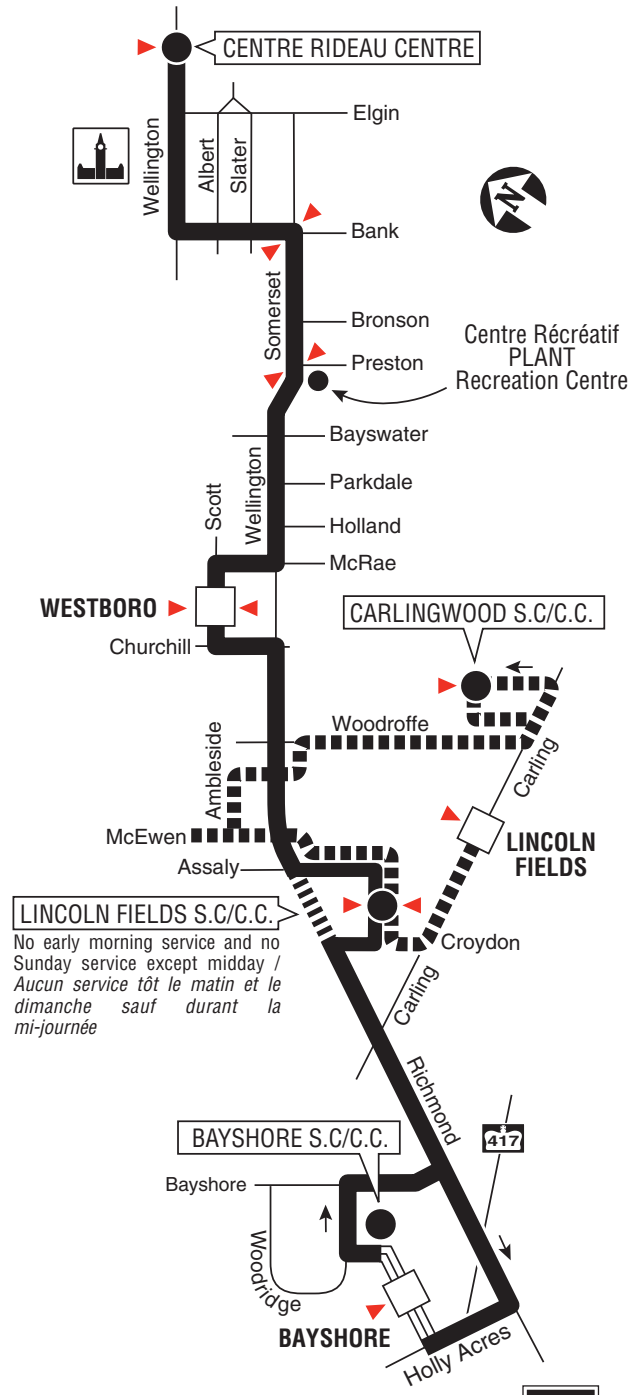 CENTRE RIDEAU CENTRE
Elgin
Wellington
Albert
Slater
N
Bank
Somerset
Bronson
Preston
Centre Récréatif
PLANT
Recreation Centre
Bayswater
Wellington
Parkdale
Scott
Holland
McRae
WESTBORO
CARLINGWOOD S.C/C.C.
Churchill
Woodroffe
Ambleside
Carling
McEwen
LINCOLN
FIELDS
Assaly
LINCOLN FIELDS S.C/C.C.
No early morning service and no
Sunday service except midday /
Aucun service tôt le matin et le
dimanche sauf durant la
mi-journée
Croydon
Carling
Richmond
417
BAYSHORE S.C/C.C.
Bayshore
Woodridge
BAYSHORE
Holly Acres